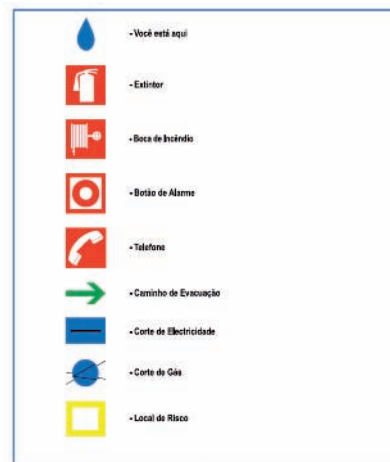 - Você está aqui
- Extintor
- Boca de Incêndio
- Botão de Alarme
- Telefone
- Caminho de Evacuação
- Corte de Electricidade
- Corte de Gás
- Local de Risco